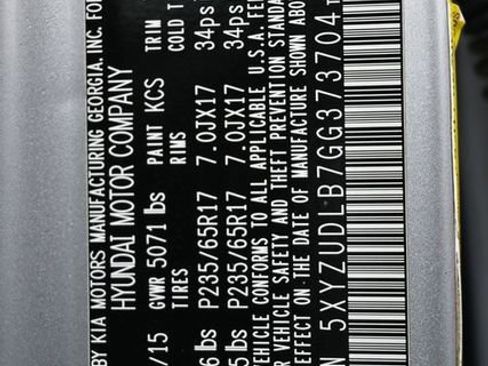 BY KIA MOTORS MANUFACTURING GEORGIA, INC. FOR
HYUNDAI MOTOR COMPANY
/15 GVWR 5071 lbs PAINT KCS TRIM
TIRES RIMS COLD T
6 lbs P235/65R17 7.0JX17 34ps
5 lbs P235/65R17 7.0JX17 34ps
VEHICLE CONFORMS TO ALL APPLICABLE U.S.A. FE
R VEHICLE SAFETY AND THEFT PREVENTION STANDA
EFFECT ON THE DATE OF MANUFACTURE SHOWN ABO
N 5XYZUDLB7GG373704 T